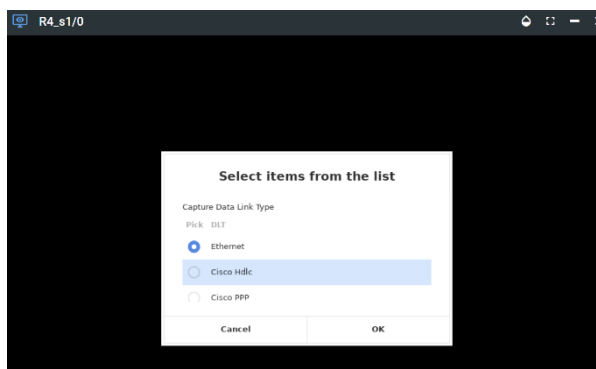 R4_s1/0
Select items from the list
Capture Data Link Type
Pick DLT
Ethernet
Cisco Hdlc
Cisco PPP
Cancel OK